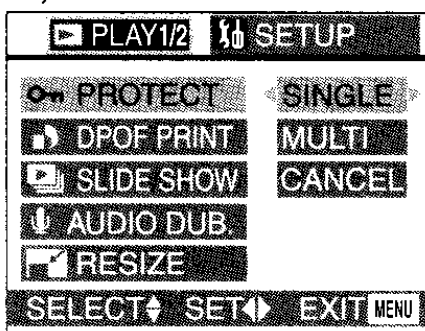 PLAY1/2 SETUP
PROTECT SINGLE
DPOF PRINT MULTI
SLIDE SHOW CANCEL
AUDIO DUB.
RESIZE
SELECT SET EXIT MENU